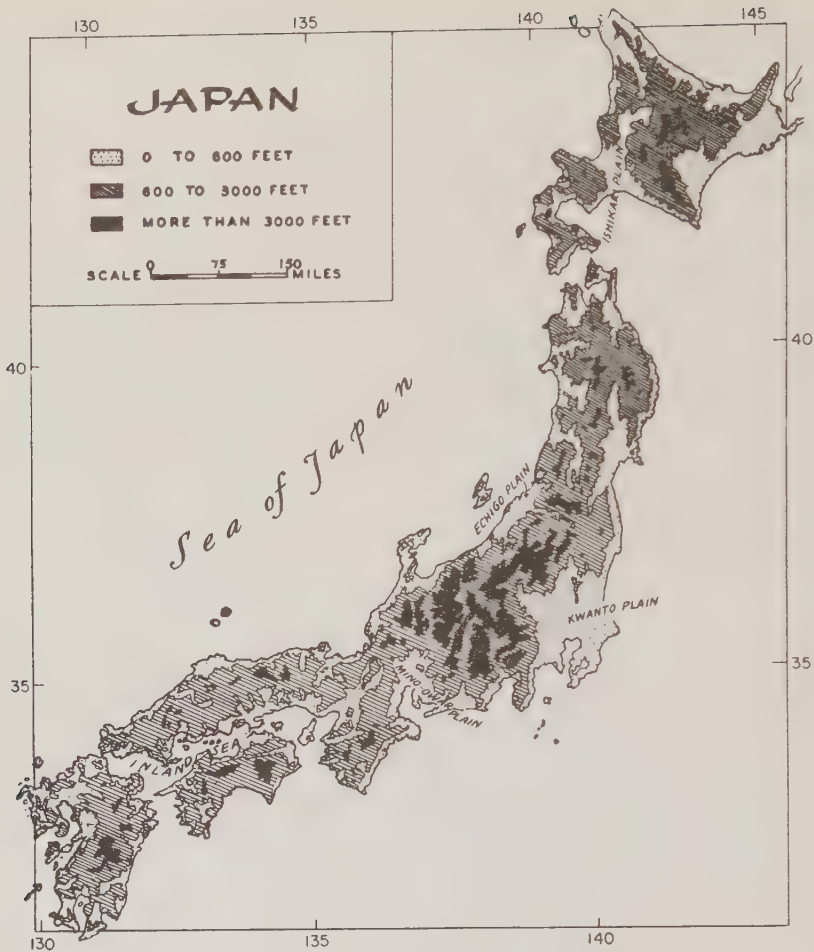 130
140
145
JAPAN
0 TO 600 FEET
600 TO 3000 FEET
MORE THAN 3000 FEET
SCALE 0 75 150 MILES
ISHIKARI PLAIN
40
40
Sea of Japan
ECHIGO PLAIN
KWANTO PLAIN
35
35
MINO OWARI PLAIN
INLAND SEA
130
135
140